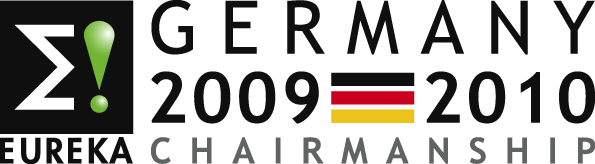 Σ!
EUREKA
GERMANY
2009 2010
CHAIRMANSHIP